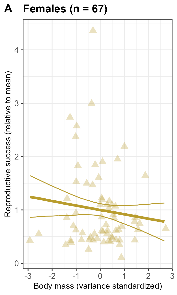 A Females (n = 67)
Reproductive success (relative to mean)
4
3
2
1
0
-3 -2 -1 0 1 2 3
Body mass (variance standardized)